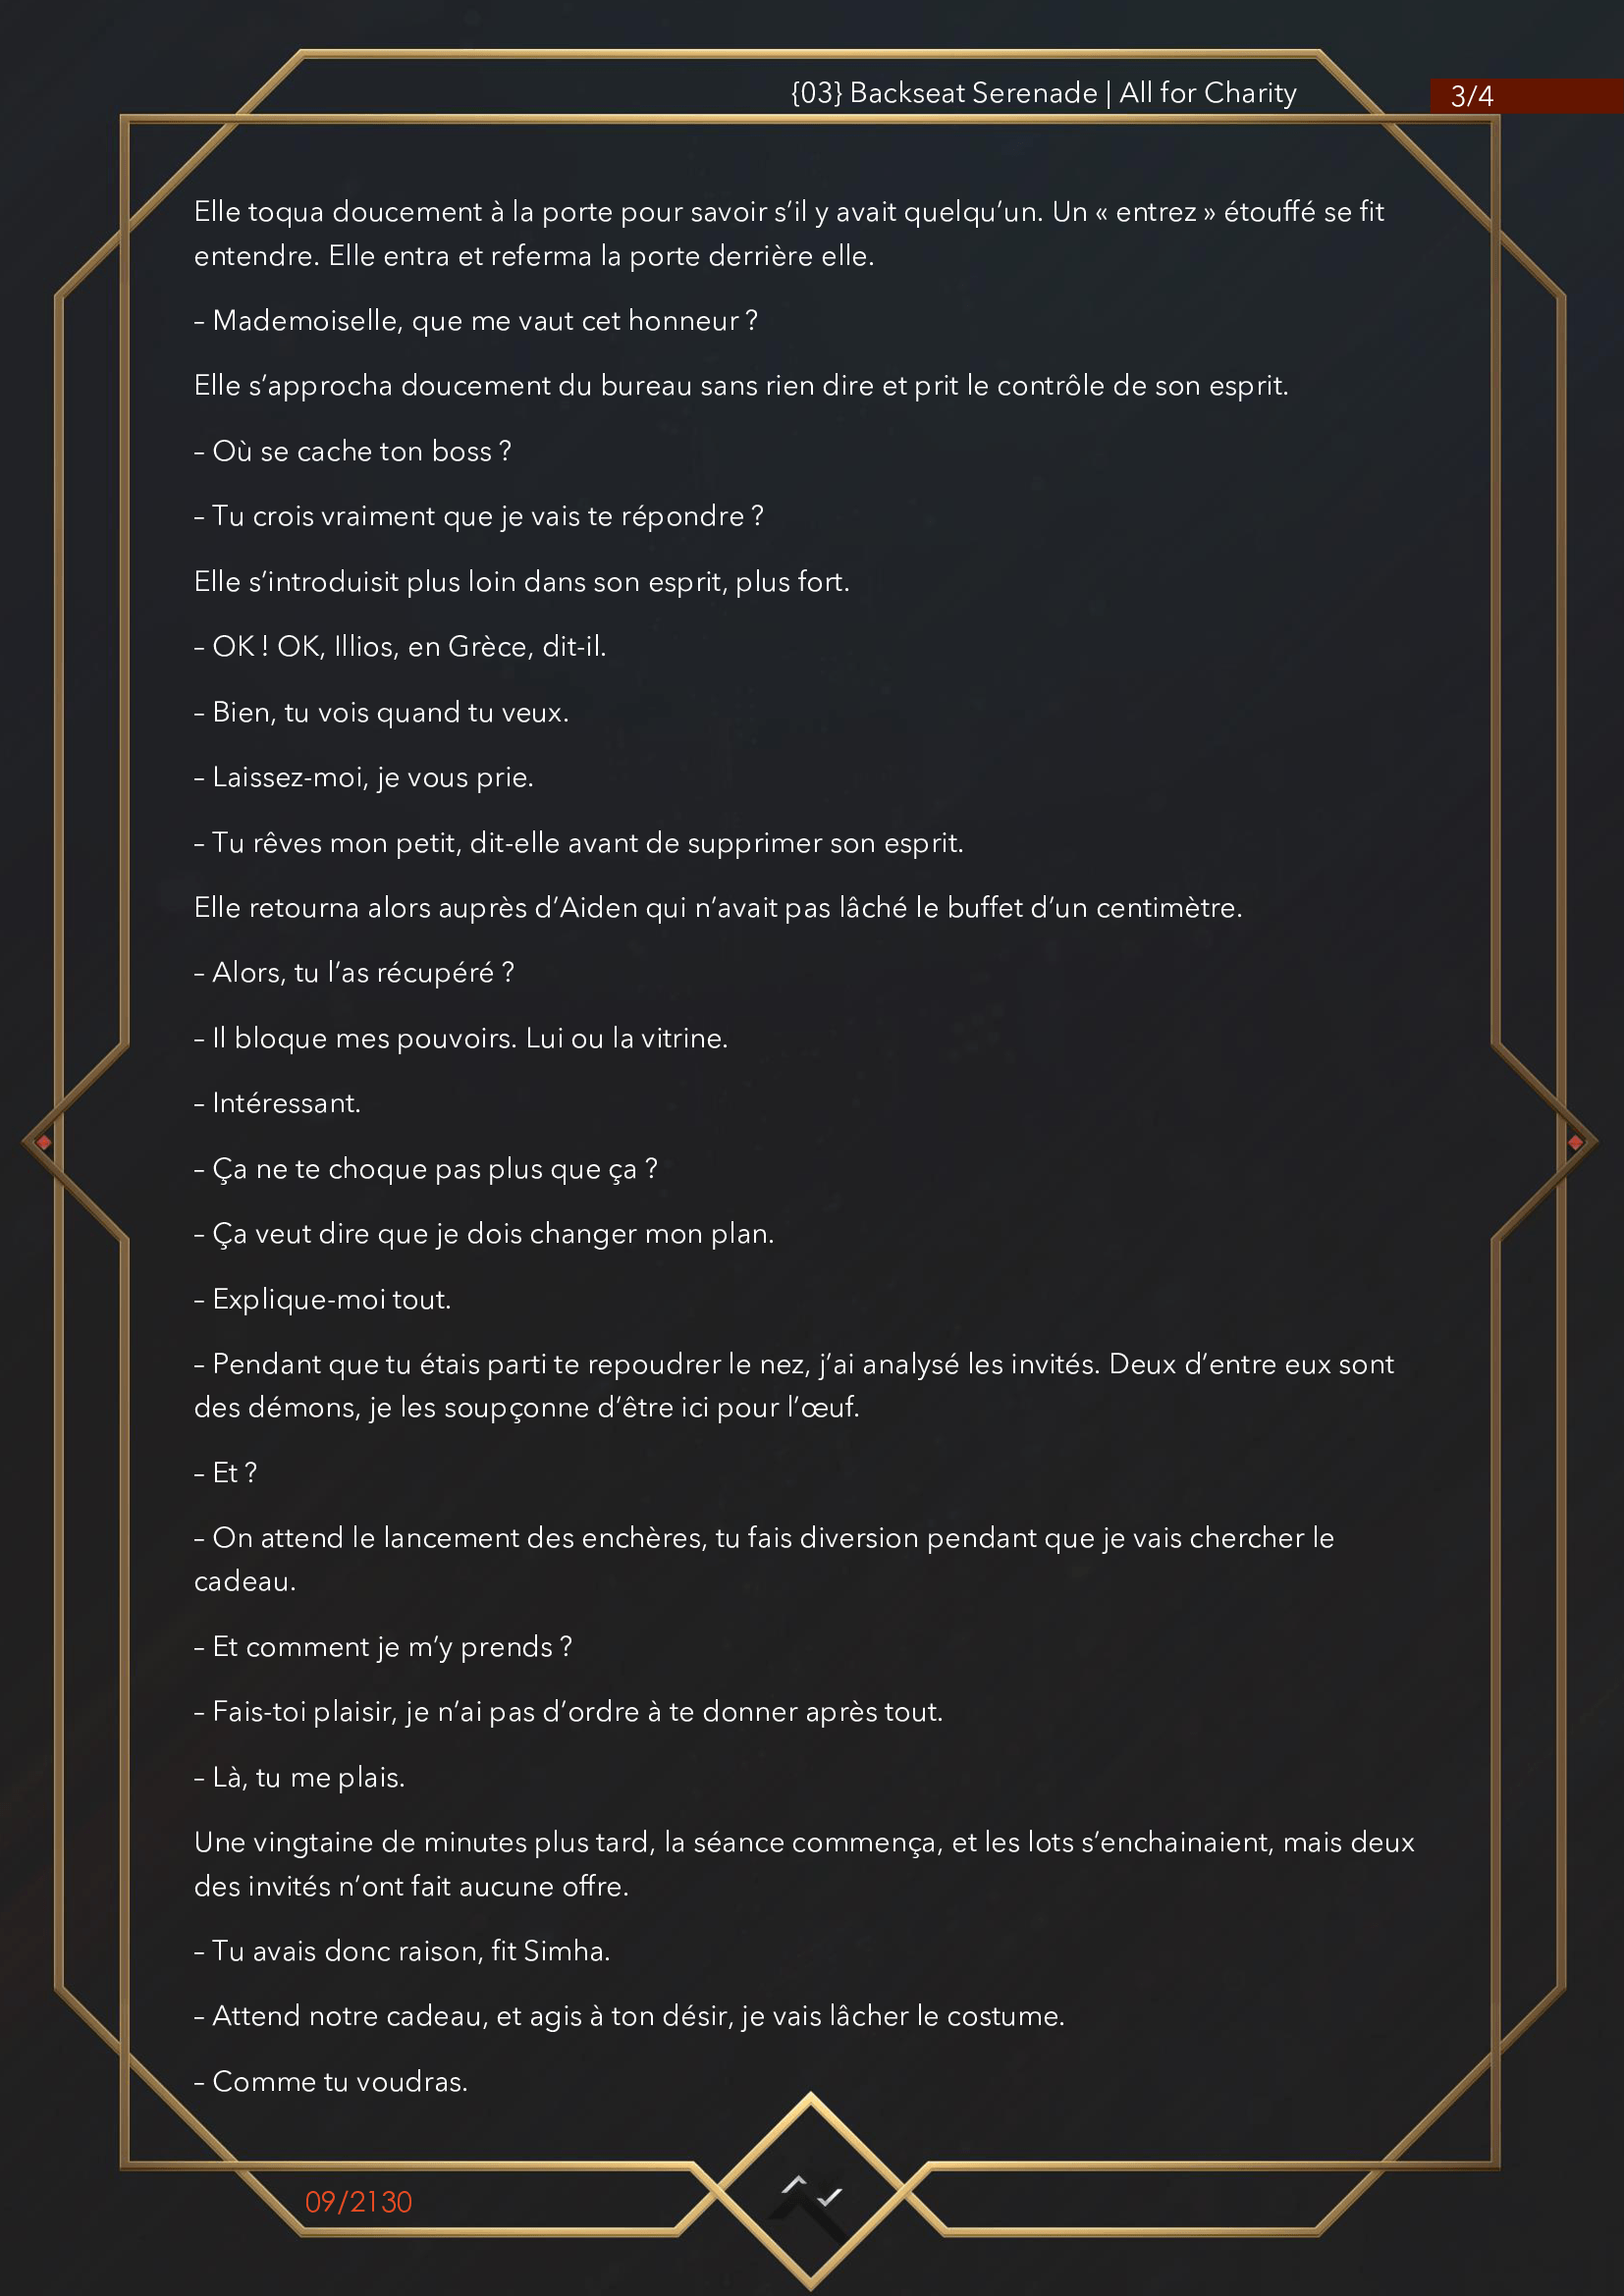 {03} Backseat Serenade | All for Charity
3/4
Elle toqua doucement à la porte pour savoir s’il y avait quelqu’un. Un « entrez » étouffé se fit
entendre. Elle entra et referma la porte derrière elle.
– Mademoiselle, que me vaut cet honneur ?
Elle s’approcha doucement du bureau sans rien dire et prit le contrôle de son esprit.
– Où se cache ton boss ?
– Tu crois vraiment que je vais te répondre ?
Elle s’introduisit plus loin dans son esprit, plus fort.
– OK ! OK, Illios, en Grèce, dit-il.
– Bien, tu vois quand tu veux.
– Laissez-moi, je vous prie.
– Tu rêves mon petit, dit-elle avant de supprimer son esprit.
Elle retourna alors auprès d’Aiden qui n’avait pas lâché le buffet d’un centimètre.
– Alors, tu l’as récupéré ?
– Il bloque mes pouvoirs. Lui ou la vitrine.
– Intéressant.
– Ça ne te choque pas plus que ça ?
– Ça veut dire que je dois changer mon plan.
– Explique-moi tout.
– Pendant que tu étais parti te repoudrer le nez, j’ai analysé les invités. Deux d’entre eux sont
des démons, je les soupçonne d’être ici pour l’œuf.
– Et ?
– On attend le lancement des enchères, tu fais diversion pendant que je vais chercher le
cadeau.
– Et comment je m’y prends ?
– Fais-toi plaisir, je n’ai pas d’ordre à te donner après tout.
– Là, tu me plais.
Une vingtaine de minutes plus tard, la séance commença, et les lots s’enchainaient, mais deux
des invités n’ont fait aucune offre.
– Tu avais donc raison, fit Simha.
– Attend notre cadeau, et agis à ton désir, je vais lâcher le costume.
– Comme tu voudras.
09/2130